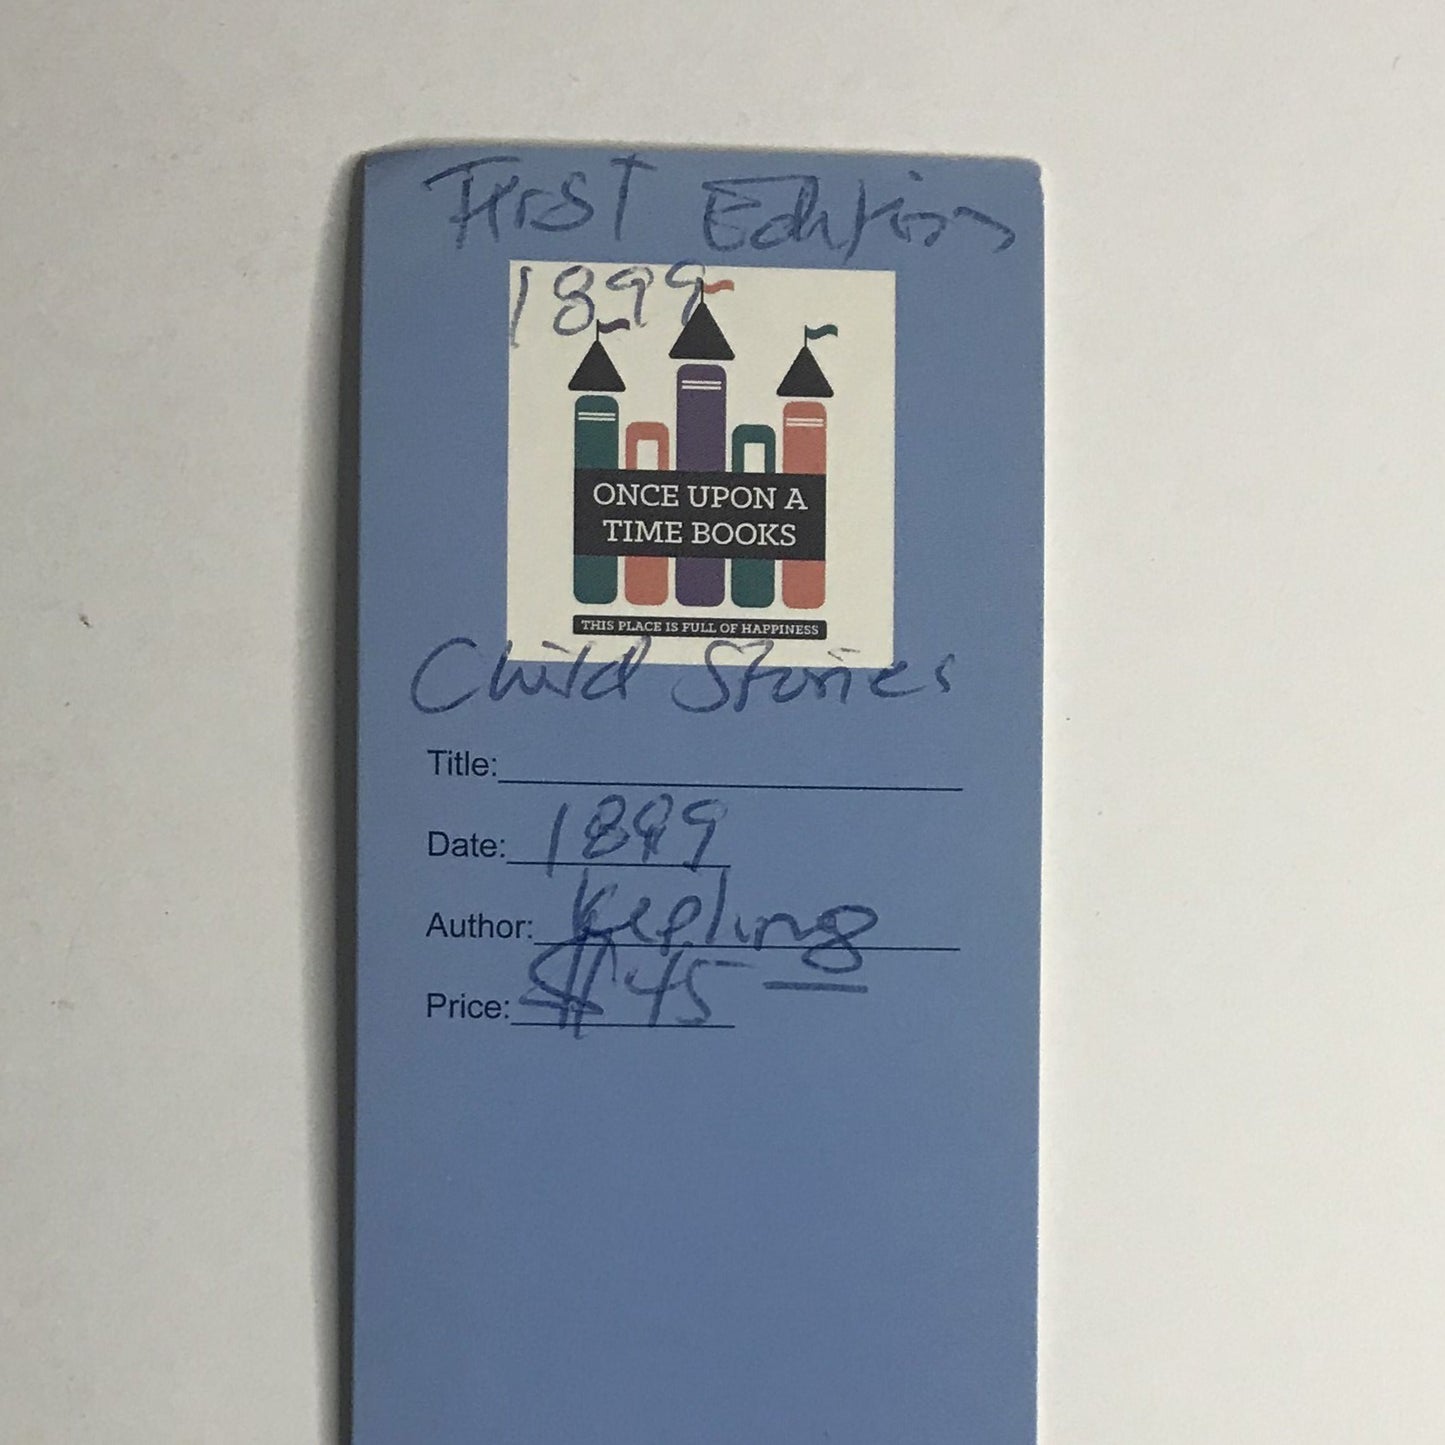 First Edition
1899
ONCE UPON A
TIME BOOKS
THIS PLACE IS FULL OF HAPPINESS
Child Stories
Title:
Date: 1899
Author: Kepling
Price: $45